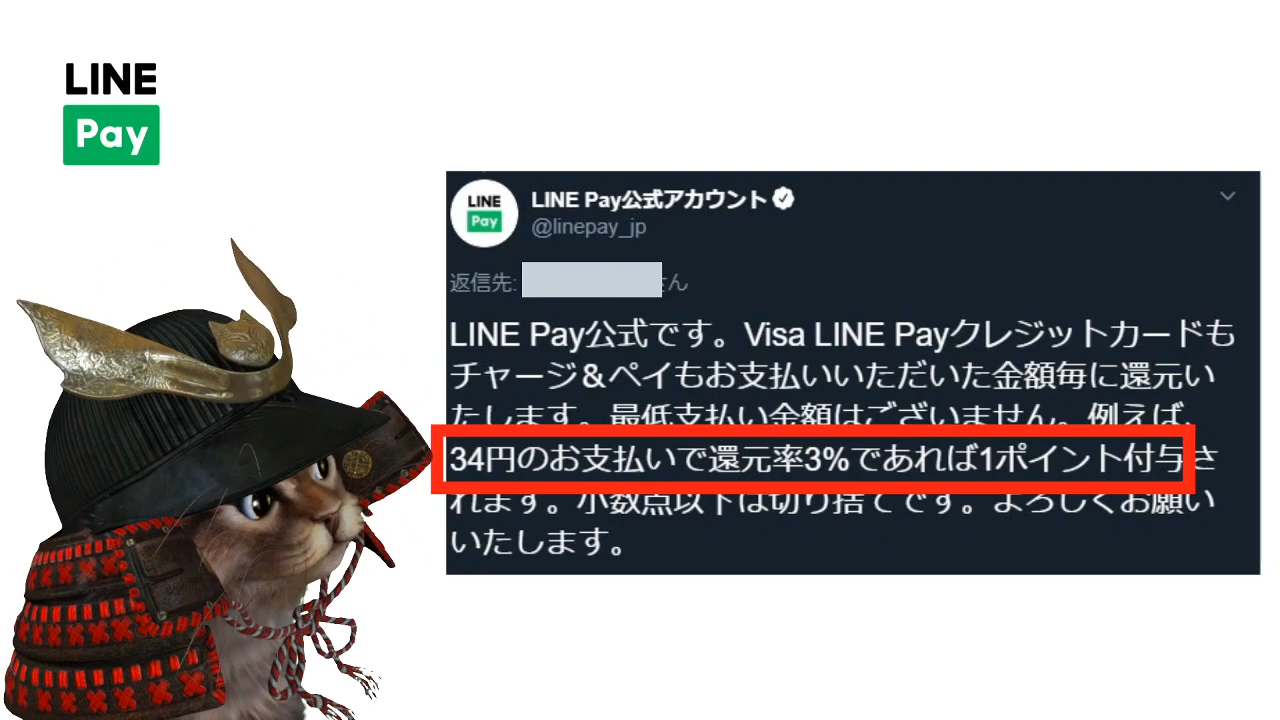 LINE
Pay
LINE
Pay
LINE Pay公式アカウント
@linepay_jp
返信先: さん
LINE Pay公式です。Visa LINE Payクレジットカードも
チャージ＆ペイもお支払いいただいた金額毎に還元い
たします。最低支払い金額はございません。例えば、
34円のお支払いで還元率3%であれば1ポイント付与さ
れます。小数点以下は切り捨てです。よろしくお願い
いたします。